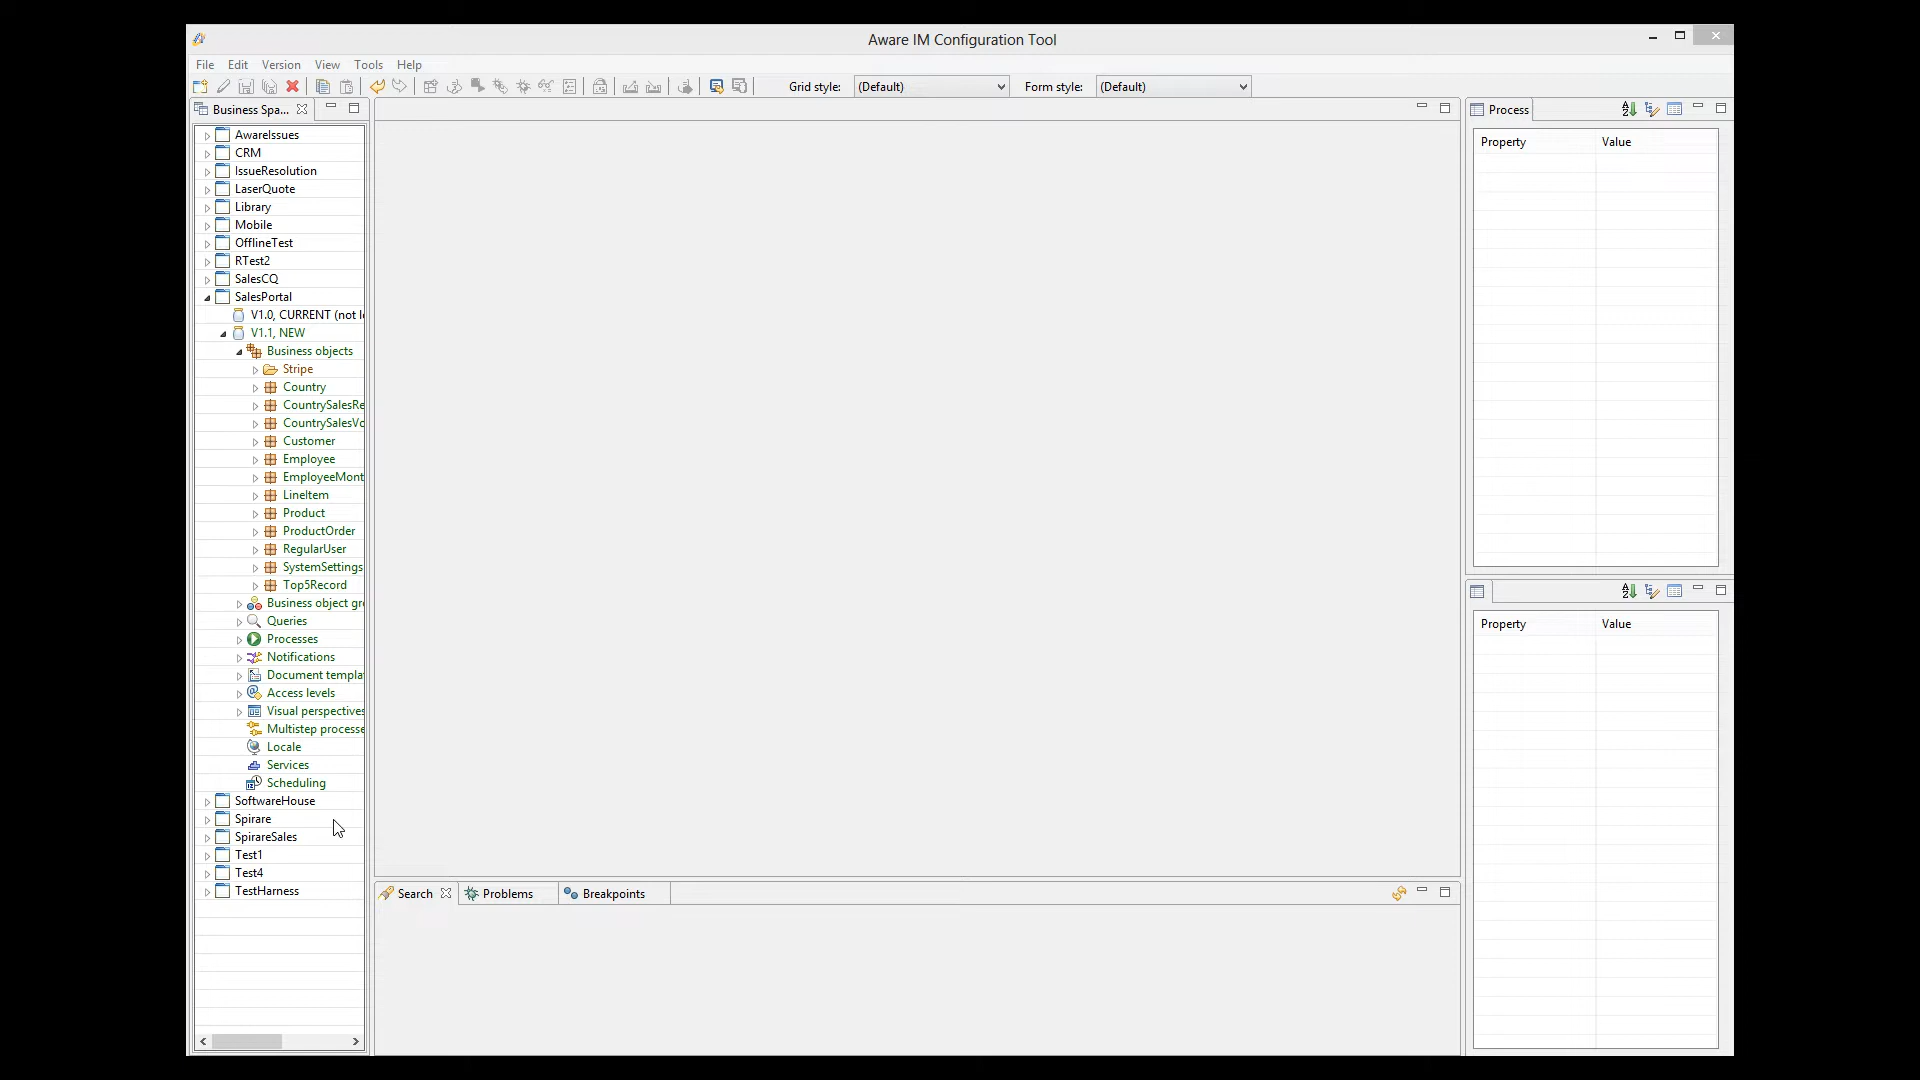 Aware IM Configuration Tool
File Edit Version View Tools Help
Grid style: (Default) Form style: (Default)
Business Spa...
AwareIssues
CRM
IssueResolution
LaserQuote
Library
Mobile
OfflineTest
RTest2
SalesCQ
SalesPortal
V1.0, CURRENT (not l
V1.1, NEW
Business objects
Stripe
Country
CountrySalesRe
CountrySalesVo
Customer
Employee
EmployeeMont
LineItem
Product
ProductOrder
RegularUser
SystemSettings
Top5Record
Business object gr
Queries
Processes
Notifications
Document templa
Access levels
Visual perspectives
Multistep processe
Locale
Services
Scheduling
SoftwareHouse
Spirare
SpirareSales
Test1
Test4
TestHarness
Search Problems Breakpoints
Process
Property Value
Property Value